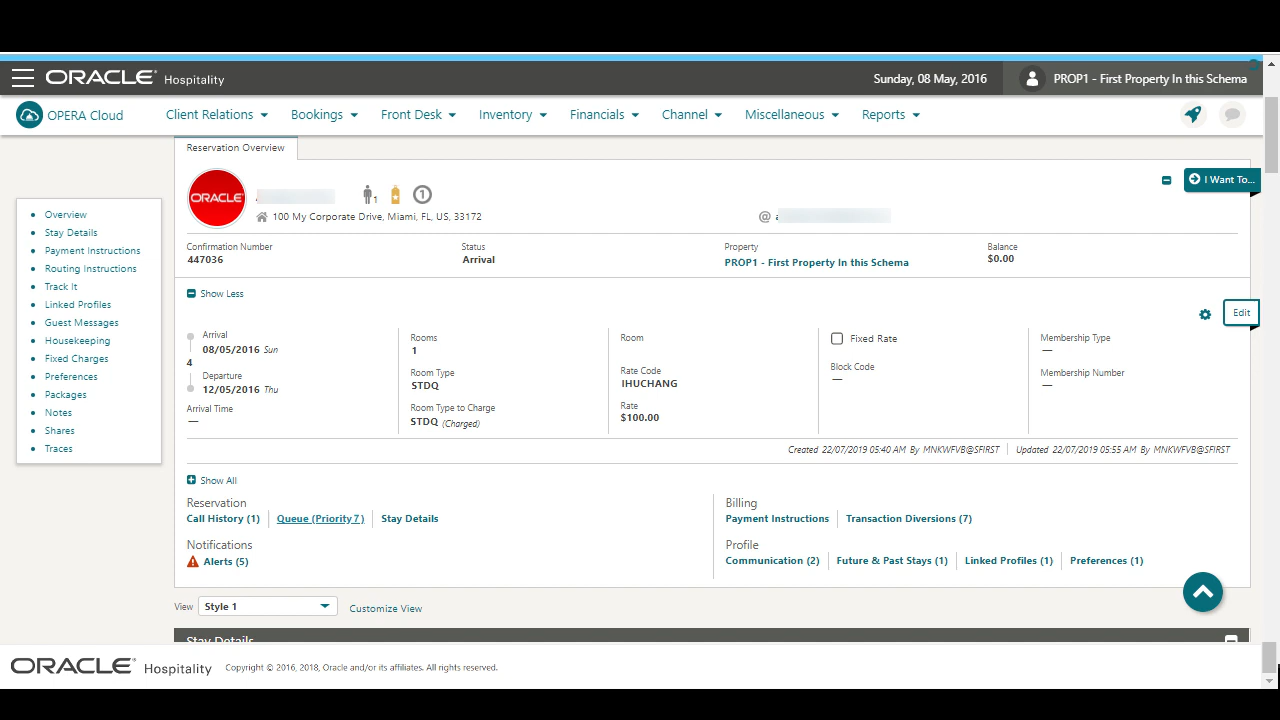 ORACLE Hospitality Sunday, 08 May, 2016 PROP1 - First Property In this Schema
OPERA Cloud Client Relations Bookings Front Desk Inventory Financials Channel Miscellaneous Reports
Reservation Overview
I Want To...
ORACLE 1 1
100 My Corporate Drive, Miami, FL, US, 33172 @
Overview
Stay Details
Payment Instructions
Routing Instructions
Track It
Linked Profiles
Guest Messages
Housekeeping
Fixed Charges
Preferences
Packages
Notes
Shares
Traces
Confirmation Number Status Property Balance
447036 Arrival PROP1 - First Property In this Schema $0.00
Show Less
Edit
Arrival
08/05/2016 Sun
4
Departure
12/05/2016 Thu
Arrival Time
—
Rooms
1
Room Type
STDQ
Room Type to Charge
STDQ (Charged)
Room
Rate Code
IHUCHANG
Rate
$100.00
Fixed Rate
Block Code
—
Membership Type
—
Membership Number
—
Created 22/07/2019 05:40 AM By MNKWFVB@SFIRST Updated 22/07/2019 05:55 AM By MNKWFVB@SFIRST
Show All
Reservation
Call History (1) Queue (Priority 7) Stay Details
Notifications
Alerts (5)
Billing
Payment Instructions Transaction Diversions (7)
Profile
Communication (2) Future & Past Stays (1) Linked Profiles (1) Preferences (1)
View Style 1 Customize View
Stay Details
ORACLE Hospitality Copyright © 2016, 2018, Oracle and/or its affiliates. All rights reserved.